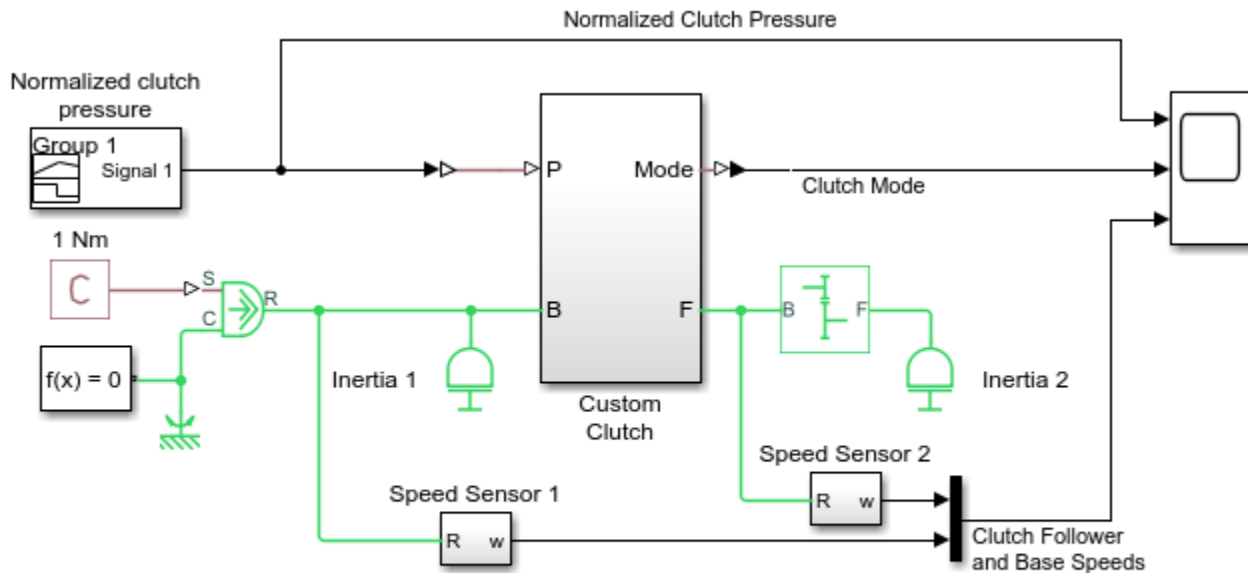 Normalized Clutch Pressure
Normalized clutch
pressure
Group 1
Signal 1
P
Mode
Clutch Mode
1 Nm
C
S
C
R
B
F
B
F
f(x) = 0
Inertia 1
Inertia 2
Custom
Clutch
Speed Sensor 2
R
w
Speed Sensor 1
R
w
Clutch Follower
and Base Speeds